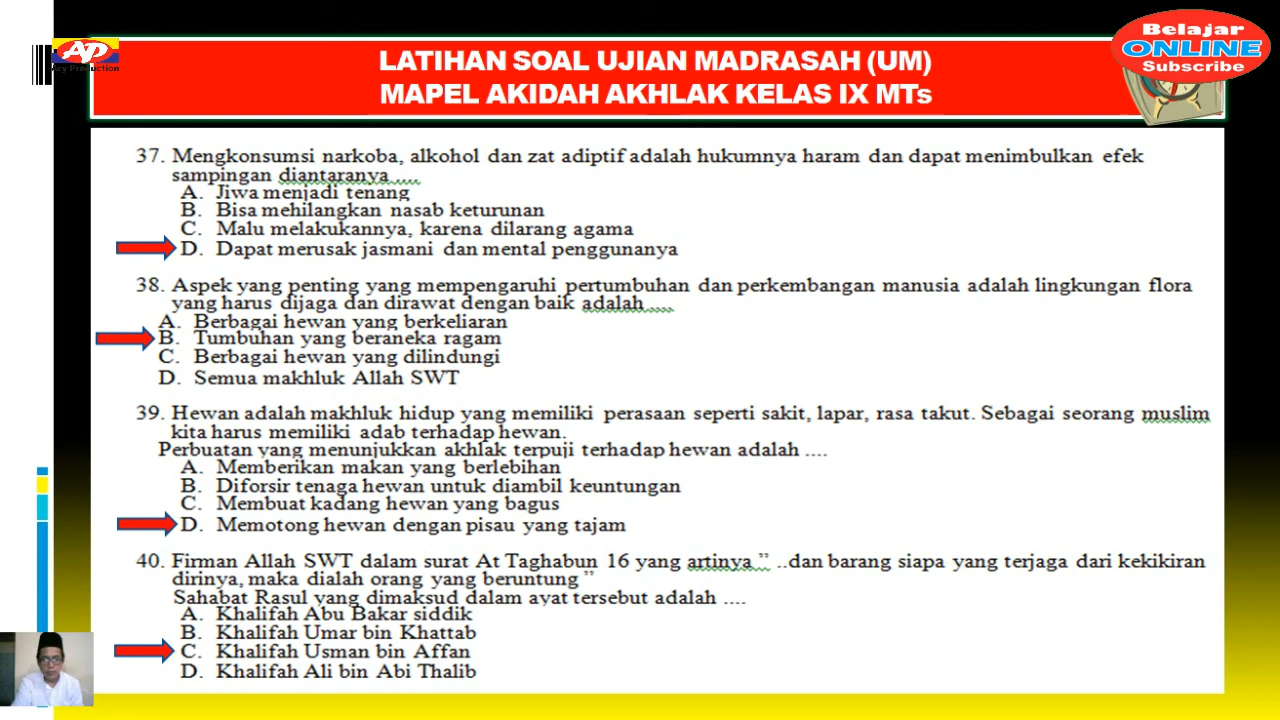 AP
Ary Production
LATIHAN SOAL UJIAN MADRASAH (UM)
MAPEL AKIDAH AKHLAK KELAS IX MTs
Belajar
ONLINE
Subscribe
37. Mengkonsumsi narkoba, alkohol dan zat adiptif adalah hukumnya haram dan dapat menimbulkan efek
sampingan diantaranya ....
A. Jiwa menjadi tenang
B. Bisa mehilangkan nasab keturunan
C. Malu melakukannya, karena dilarang agama
D. Dapat merusak jasmani dan mental penggunanya
38. Aspek yang penting yang mempengaruhi pertumbuhan dan perkembangan manusia adalah lingkungan flora
yang harus dijaga dan dirawat dengan baik adalah ....
A. Berbagai hewan yang berkeliaran
B. Tumbuhan yang beraneka ragam
C. Berbagai hewan yang dilindungi
D. Semua makhluk Allah SWT
39. Hewan adalah makhluk hidup yang memiliki perasaan seperti sakit, lapar, rasa takut. Sebagai seorang muslim
kita harus memiliki adab terhadap hewan.
Perbuatan yang menunjukkan akhlak terpuji terhadap hewan adalah ....
A. Memberikan makan yang berlebihan
B. Diforsir tenaga hewan untuk diambil keuntungan
C. Membuat kadang hewan yang bagus
D. Memotong hewan dengan pisau yang tajam
40. Firman Allah SWT dalam surat At Taghabun 16 yang artinya ” ..dan barang siapa yang terjaga dari kekikiran
dirinya, maka dialah orang yang beruntung ”
Sahabat Rasul yang dimaksud dalam ayat tersebut adalah ....
A. Khalifah Abu Bakar siddik
B. Khalifah Umar bin Khattab
C. Khalifah Usman bin Affan
D. Khalifah Ali bin Abi Thalib